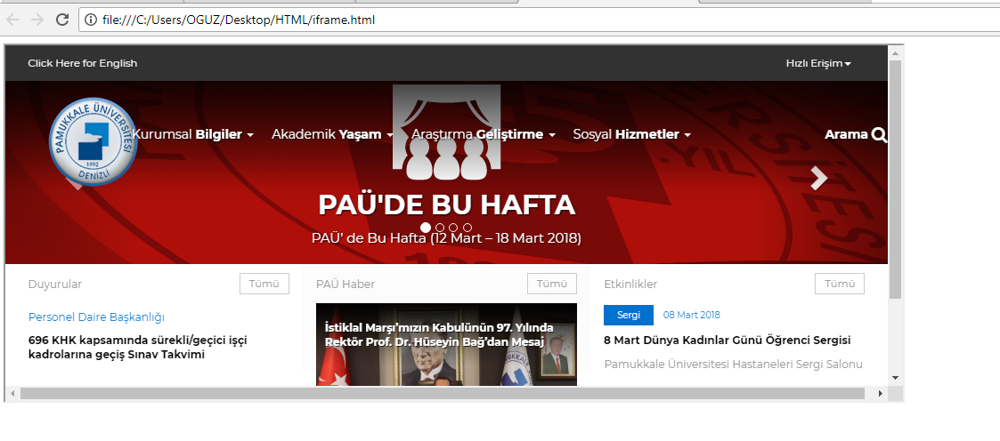 file:///C:/Users/OGUZ/Desktop/HTML/iframe.html
Click Here for English
Hızlı Erişim
PAMUKKALE ÜNİVERSİTESİ
1992
DENİZLİ
Kurumsal Bilgiler
Akademik Yaşam
Araştırma Geliştirme
Sosyal Hizmetler
Arama
YIL
PAÜ'DE BU HAFTA
PAÜ' de Bu Hafta (12 Mart – 18 Mart 2018)
Duyurular
Tümü
Personel Daire Başkanlığı
696 KHK kapsamında sürekli/geçici işçi
kadrolarına geçiş Sınav Takvimi
PAÜ Haber
Tümü
İstiklal Marşı’mızın Kabulünün 97. Yılında
Rektör Prof. Dr. Hüseyin Bağ’dan Mesaj
Etkinlikler
Tümü
Sergi
08 Mart 2018
8 Mart Dünya Kadınlar Günü Öğrenci Sergisi
Pamukkale Üniversitesi Hastaneleri Sergi Salonu